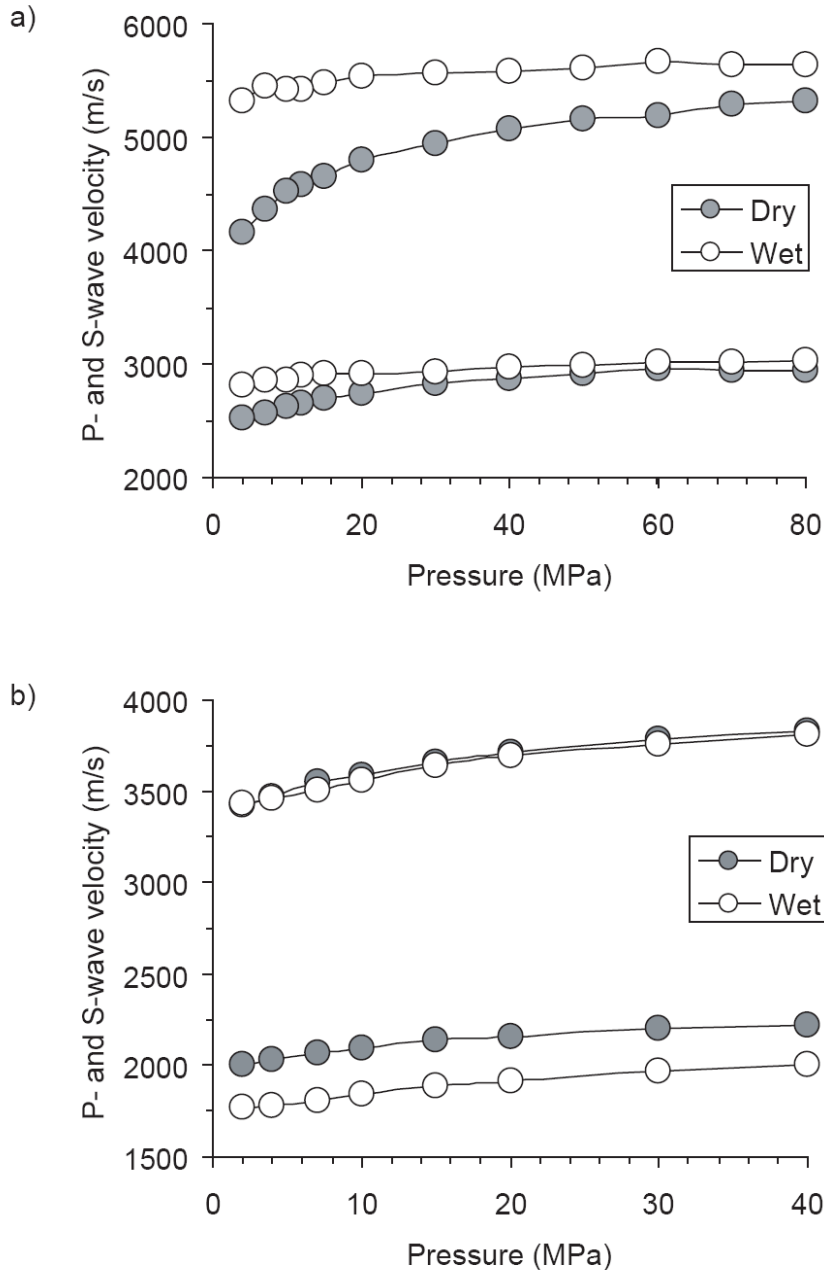 a)
P- and S-wave velocity (m/s)
6000
5000
4000
3000
2000
0 20 40 60 80
Pressure (MPa)
Dry
Wet
b)
P- and S-wave velocity (m/s)
4000
3500
3000
2500
2000
1500
0 10 20 30 40
Pressure (MPa)
Dry
Wet